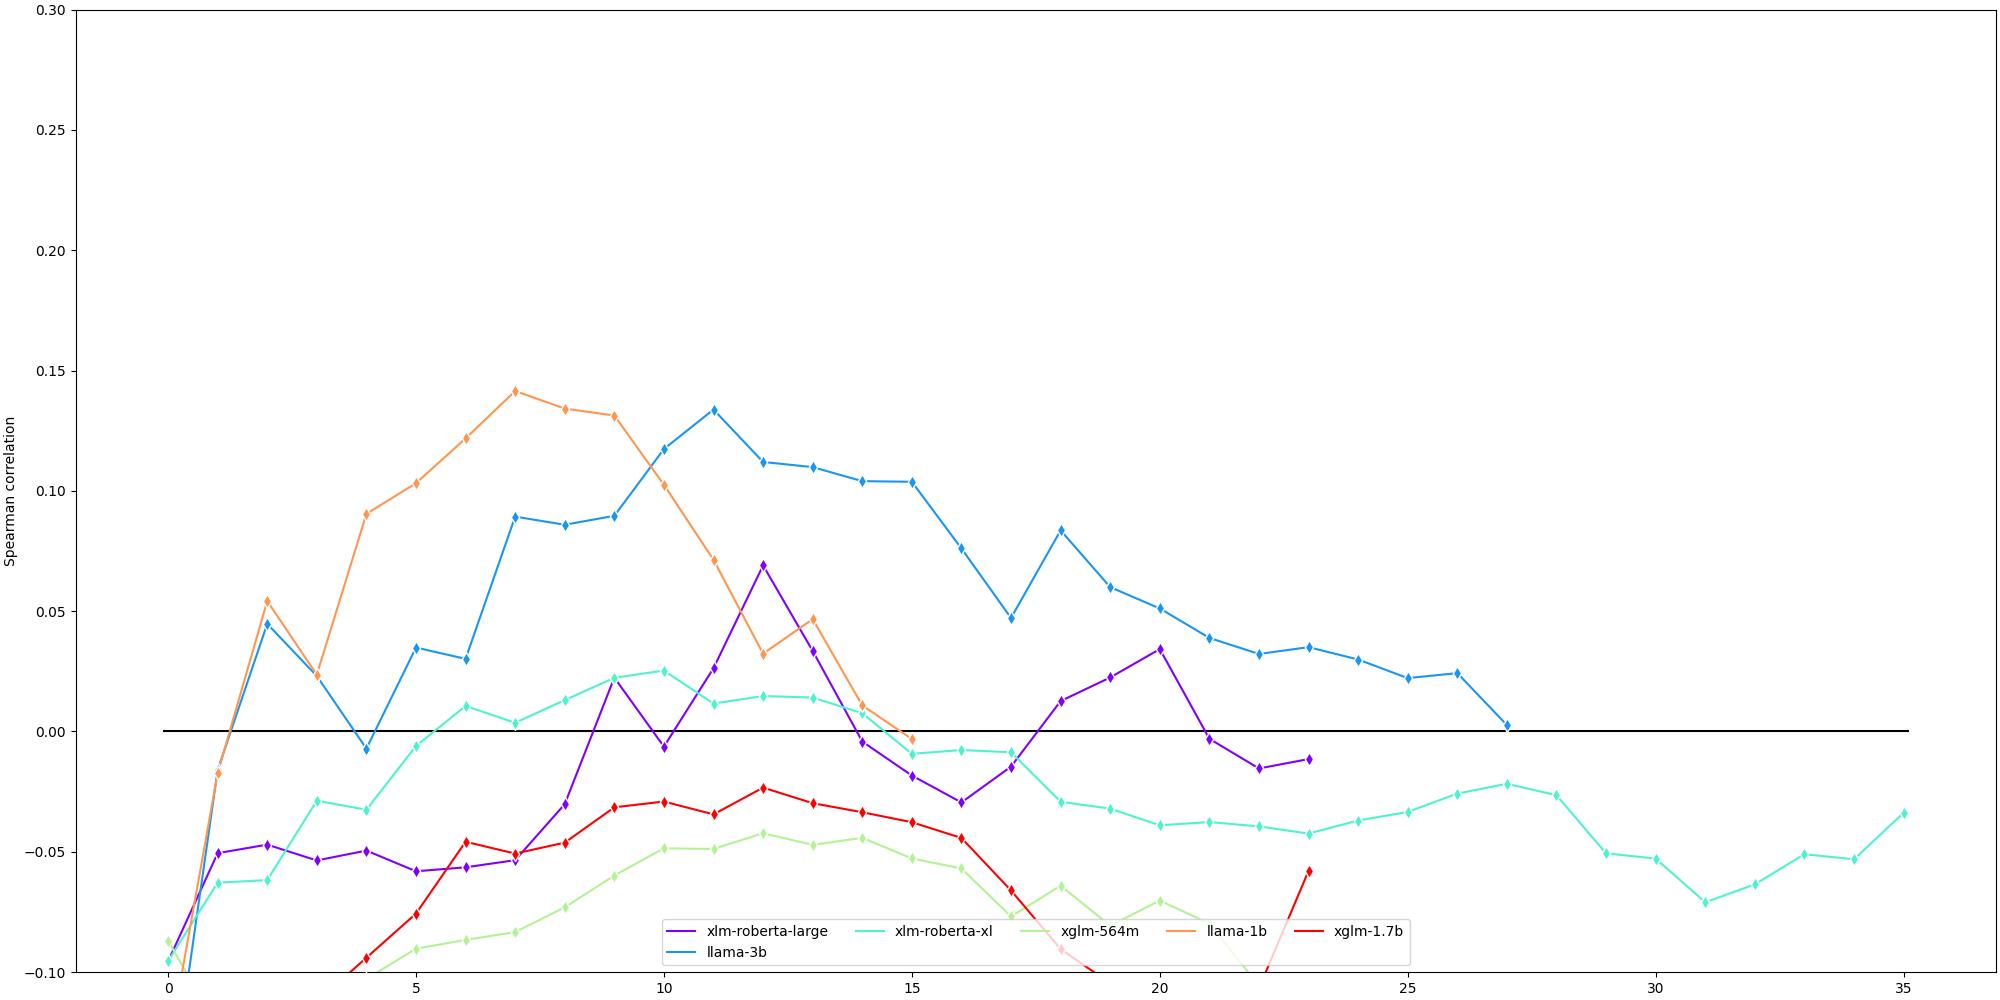 0.30
0.25
0.20
0.15
0.10
0.05
0.00
−0.05
−0.10
Spearman correlation
xlm-roberta-large
xlm-roberta-xl
xglm-564m
llama-1b
xglm-1.7b
llama-3b
0 5 10 15 20 25 30 35